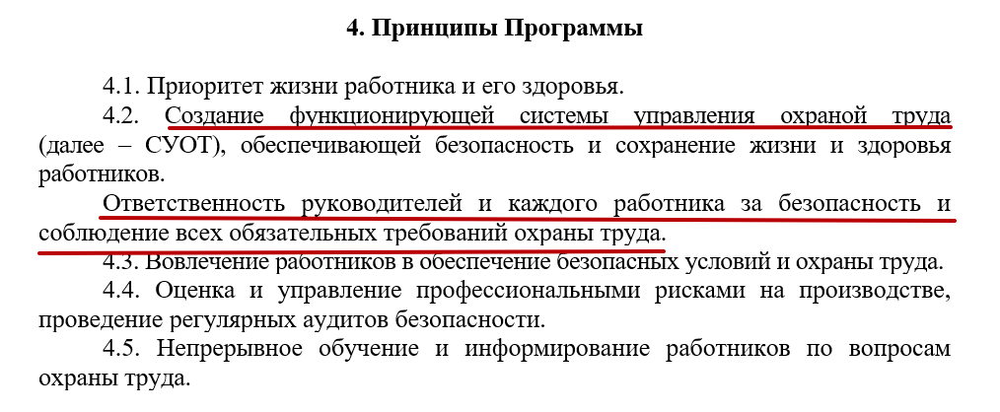 4. Принципы Программы
4.1. Приоритет жизни работника и его здоровья.
4.2. Создание функционирующей системы управления охраной труда
(далее – СУОТ), обеспечивающей безопасность и сохранение жизни и здоровья
работников.
Ответственность руководителей и каждого работника за безопасность и
соблюдение всех обязательных требований охраны труда.
4.3. Вовлечение работников в обеспечение безопасных условий и охраны труда.
4.4. Оценка и управление профессиональными рисками на производстве,
проведение регулярных аудитов безопасности.
4.5. Непрерывное обучение и информирование работников по вопросам
охраны труда.